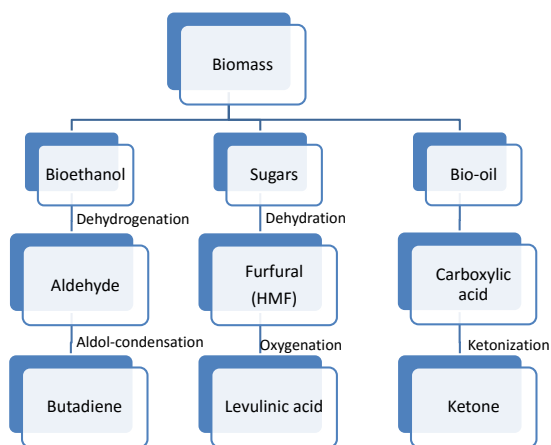 Biomass
Bioethanol
Sugars
Bio-oil
Dehydrogenation
Dehydration
Aldehyde
Furfural
(HMF)
Carboxylic
acid
Aldol-condensation
Oxygenation
Ketonization
Butadiene
Levulinic acid
Ketone